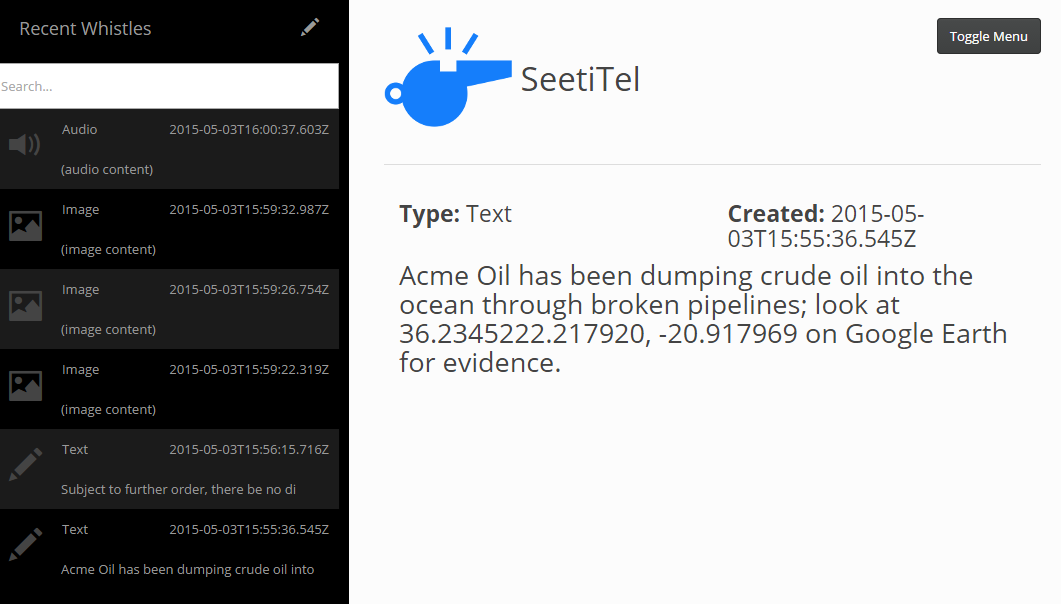 Recent Whistles
Search...
Audio 2015-05-03T16:00:37.603Z
(audio content)
Image 2015-05-03T15:59:32.987Z
(image content)
Image 2015-05-03T15:59:26.754Z
(image content)
Image 2015-05-03T15:59:22.319Z
(image content)
Text 2015-05-03T15:56:15.716Z
Subject to further order, there be no di
Text 2015-05-03T15:55:36.545Z
Acme Oil has been dumping crude oil into
SeetiTel
Toggle Menu
Type: Text
Created: 2015-05-
03T15:55:36.545Z
Acme Oil has been dumping crude oil into the
ocean through broken pipelines; look at
36.2345222.217920, -20.917969 on Google Earth
for evidence.